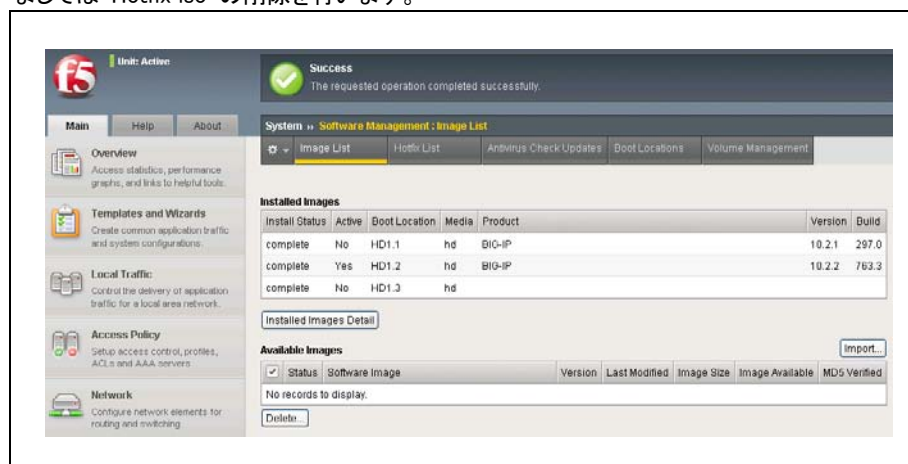 の削除を行います。
f5
Unit: Active
Success
The requested operation completed successfully.
Main Help About
System ›› Software Management : Image List
Image List Hotfix List Antivirus Check Updates Boot Locations Volume Management
Overview
Access statistics, performance graphs, and links to helpful tools.
Templates and Wizards
Create common application traffic and system configurations.
Local Traffic
Control the delivery of application traffic for a local area network.
Access Policy
Setup access control, profiles, ACLs and AAA servers.
Network
Configure network elements for routing and switching.
Installed Images
Install Status Active Boot Location Media Product Version Build
complete No HD1.1 hd BIG-IP 10.2.1 297.0
complete Yes HD1.2 hd BIG-IP 10.2.2 763.3
complete No HD1.3 hd
Installed Images Detail
Available Images
Import...
Status Software Image Version Last Modified Image Size Image Available MD5 Verified
No records to display.
Delete...